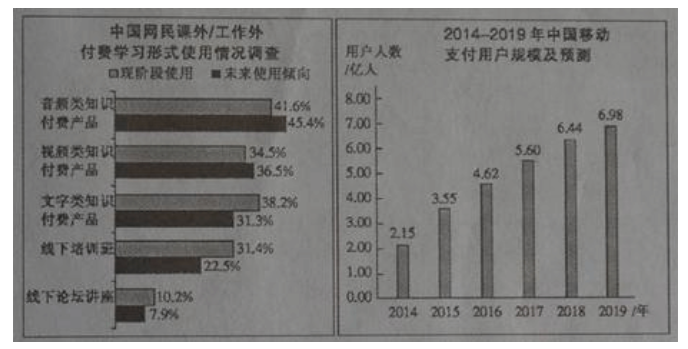 中国网民课外/工作外
付费学习形式使用情况调查
现阶段使用 未来使用倾向
音频类知识
付费产品
41.6%
45.4%
视频类知识
付费产品
34.5%
36.5%
文字类知识
付费产品
38.2%
31.3%
线下培训班
31.4%
22.5%
线下论坛讲座
10.2%
7.9%
2014–2019年中国移动
支付用户规模及预测
用户人数
/亿人
8.00
7.00
6.00
5.00
4.00
3.00
2.00
1.00
0.00
2.15
3.55
4.62
5.60
6.44
6.98
2014 2015 2016 2017 2018 2019 /年